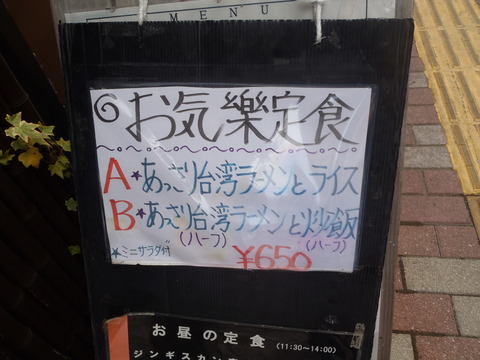 MENU
お気樂定食
A★あっさり台湾ラーメンとライス
B★あっさり台湾ラーメンと炒飯
(ハーフ) (ハーフ)
★ミニサラダ付 ¥650
お昼の定食 (11:30~14:00)
ジンギスカン